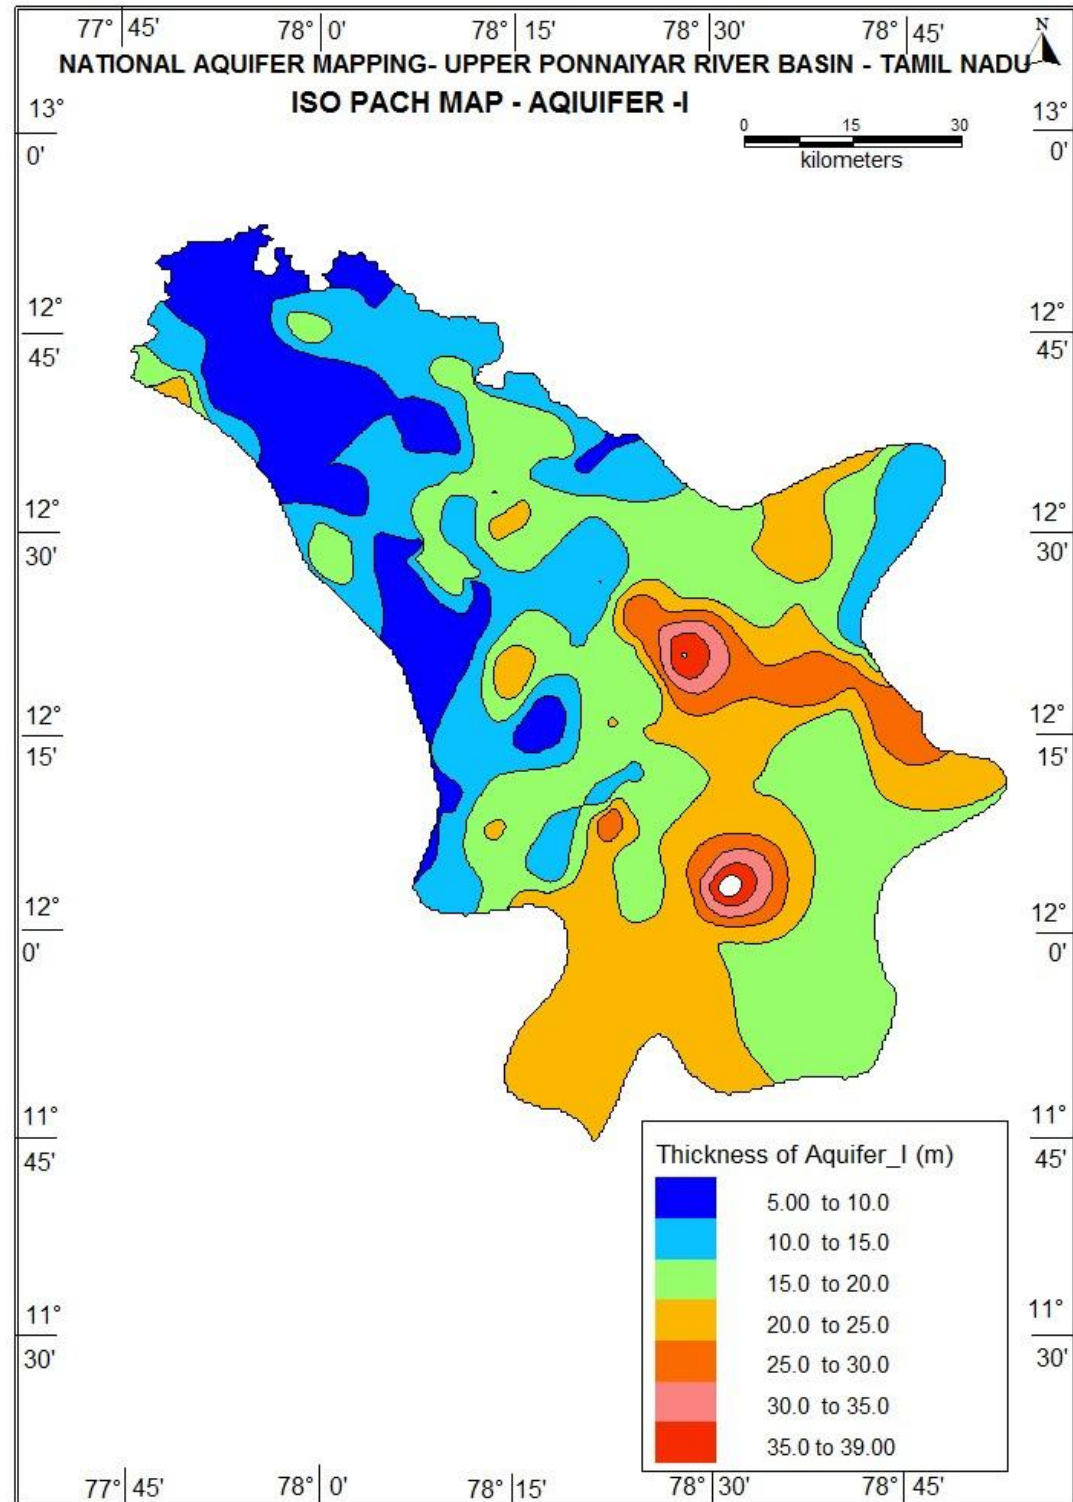 77° 45' 78° 0' 78° 15' 78° 30' 78° 45'
N
NATIONAL AQUIFER MAPPING- UPPER PONNAIYAR RIVER BASIN - TAMIL NADU
ISO PACH MAP - AQIUIFER -I
13° 13°
0' 0'
0 15 30
kilometers
12° 12°
45' 45'
12° 12°
30' 30'
12° 12°
15' 15'
12° 12°
0' 0'
11° 11°
45' 45'
Thickness of Aquifer_I (m)
5.00 to 10.0
10.0 to 15.0
15.0 to 20.0
20.0 to 25.0
25.0 to 30.0
30.0 to 35.0
35.0 to 39.00
11° 11°
30' 30'
77° 45' 78° 0' 78° 15' 78° 30' 78° 45'